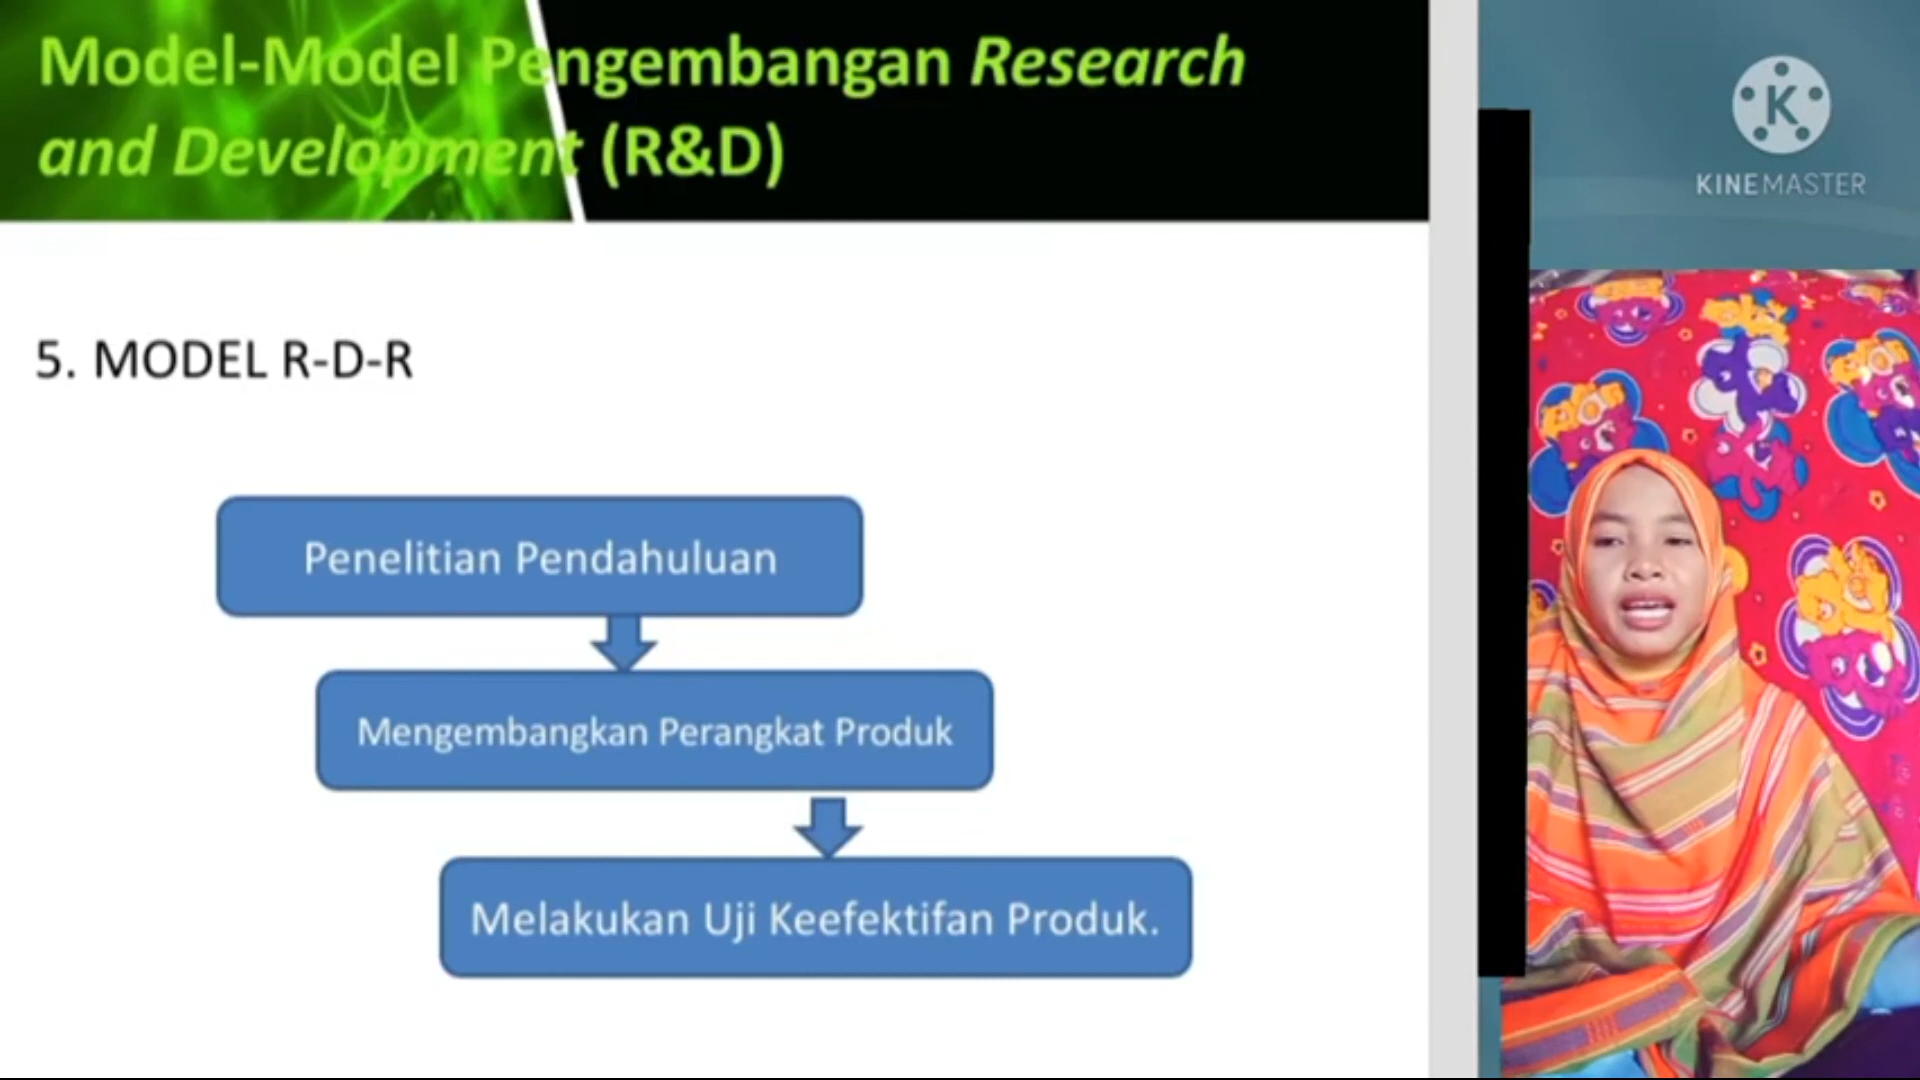 Model-Model Pengembangan Research
and Development (R&D)
5. MODEL R-D-R
Penelitian Pendahuluan
Mengembangkan Perangkat Produk
Melakukan Uji Keefektifan Produk.
K
KINEMASTER